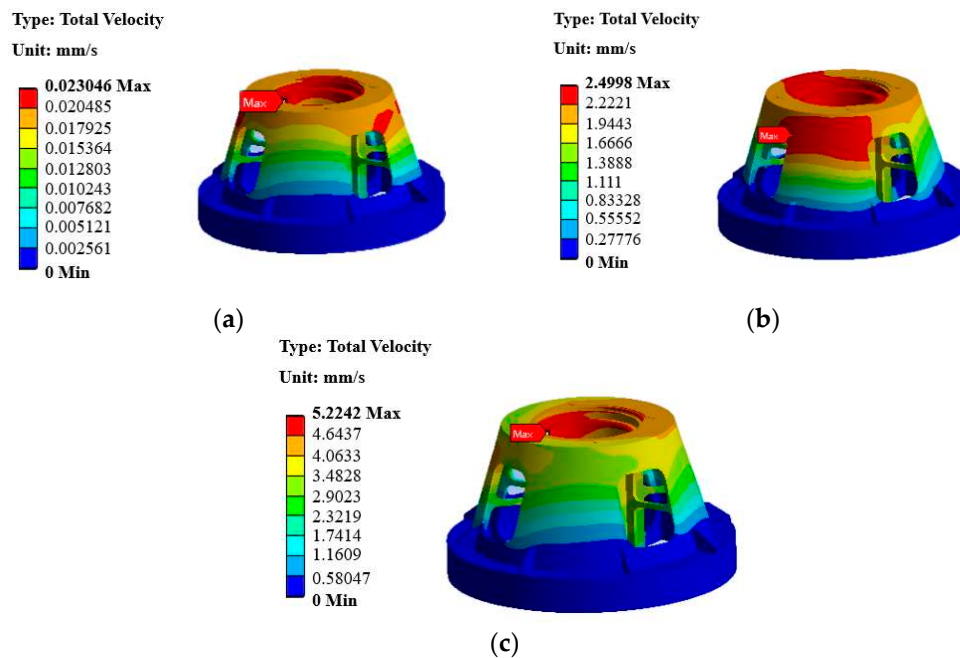 Type: Total Velocity
Unit: mm/s
0.023046 Max
0.020485
0.017925
0.015364
0.012803
0.010243
0.007682
0.005121
0.002561
0 Min
Max
(a)
Type: Total Velocity
Unit: mm/s
2.4998 Max
2.2221
1.9443
1.6666
1.3888
1.111
0.83328
0.55552
0.27776
0 Min
Max
(b)
Type: Total Velocity
Unit: mm/s
5.2242 Max
4.6437
4.0633
3.4828
2.9023
2.3219
1.7414
1.1609
0.58047
0 Min
Max
(c)